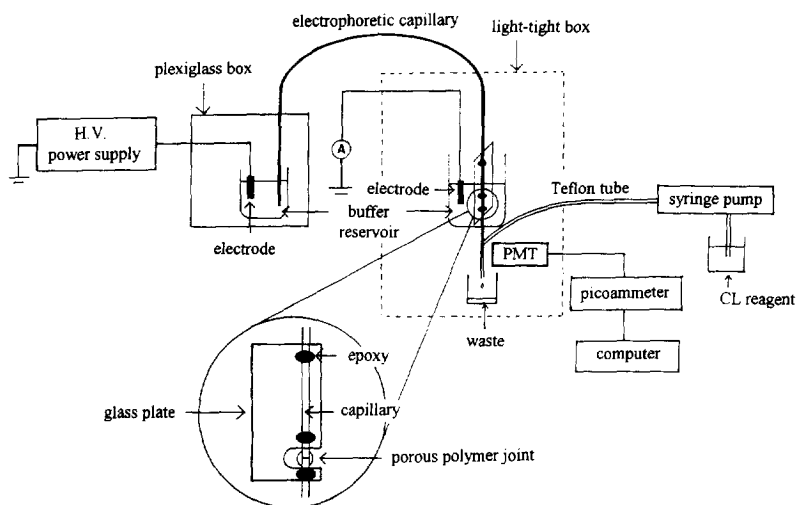 electrophoretic capillary
light-tight box
plexiglass box
H.V.
power supply
A
electrode
Teflon tube
syringe pump
buffer
reservoir
electrode
PMT
CL reagent
picoammeter
waste
computer
epoxy
glass plate
capillary
porous polymer joint